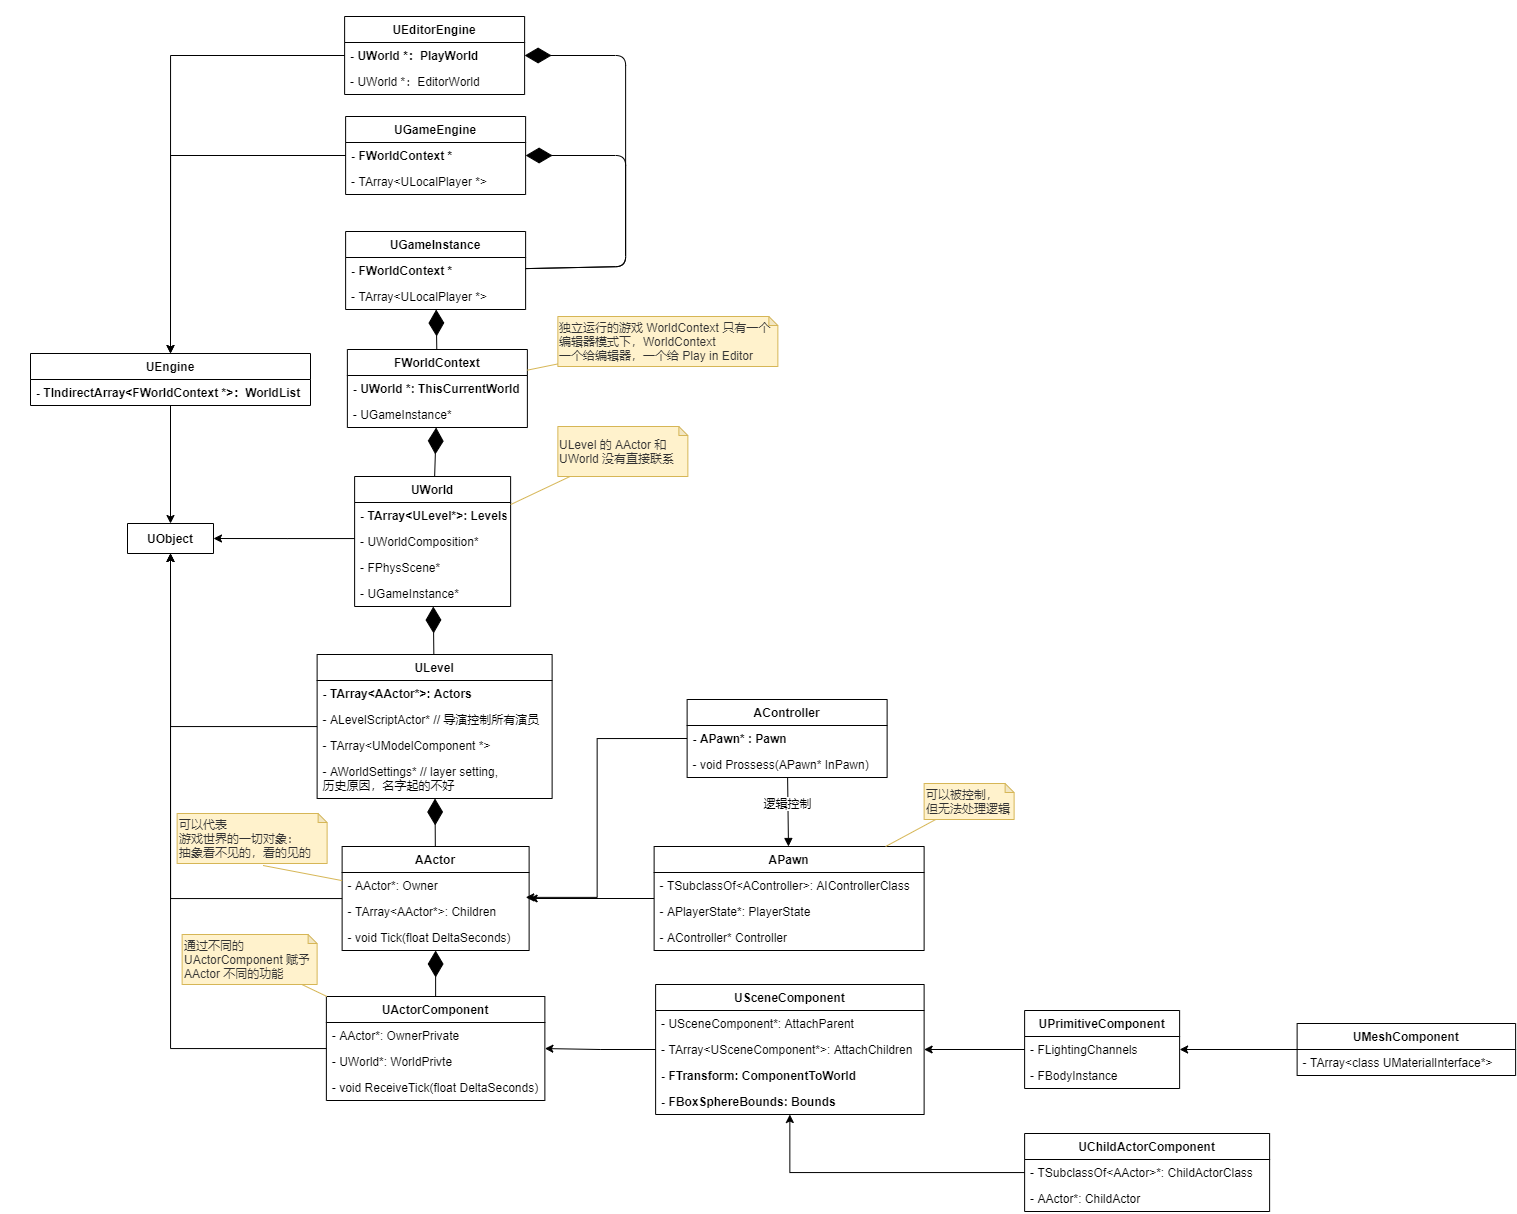 UEditorEngine
- UWorld *： PlayWorld
- UWorld *：EditorWorld
UGameEngine
- FWorldContext *
- TArray<ULocalPlayer *>
UGameInstance
- FWorldContext *
- TArray<ULocalPlayer *>
独立运行的游戏 WorldContext 只有一个
编辑器模式下，WorldContext
一个给编辑器，一个给 Play in Editor
UEngine
- TIndirectArray<FWorldContext *>： WorldList
FWorldContext
- UWorld *: ThisCurrentWorld
- UGameInstance*
ULevel 的 AActor 和
UWorld 没有直接联系
UWorld
- TArray<ULevel*>: Levels
- UWorldComposition*
- FPhysScene*
- UGameInstance*
UObject
ULevel
- TArray<AActor*>: Actors
- ALevelScriptActor* // 导演控制所有演员
- TArray<UModelComponent *>
- AWorldSettings* // layer setting,
历史原因，名字起的不好
AController
- APawn* : Pawn
- void Prossess(APawn* InPawn)
逻辑控制
可以被控制，
但无法处理逻辑
可以代表
游戏世界的一切对象：
抽象看不见的，看的见的
AActor
- AActor*: Owner
- TArray<AActor*>: Children
- void Tick(float DeltaSeconds)
APawn
- TSubclassOf<AController>: AIControllerClass
- APlayerState*: PlayerState
- AController* Controller
通过不同的
UActorComponent 赋予
AActor 不同的功能
UActorComponent
- AActor*: OwnerPrivate
- UWorld*: WorldPrivte
- void ReceiveTick(float DeltaSeconds)
USceneComponent
- USceneComponent*: AttachParent
- TArray<USceneComponent*>: AttachChildren
- FTransform: ComponentToWorld
- FBoxSphereBounds: Bounds
UPrimitiveComponent
- FLightingChannels
- FBodyInstance
UMeshComponent
- TArray<class UMaterialInterface*>
UChildActorComponent
- TSubclassOf<AActor>*: ChildActorClass
- AActor*: ChildActor